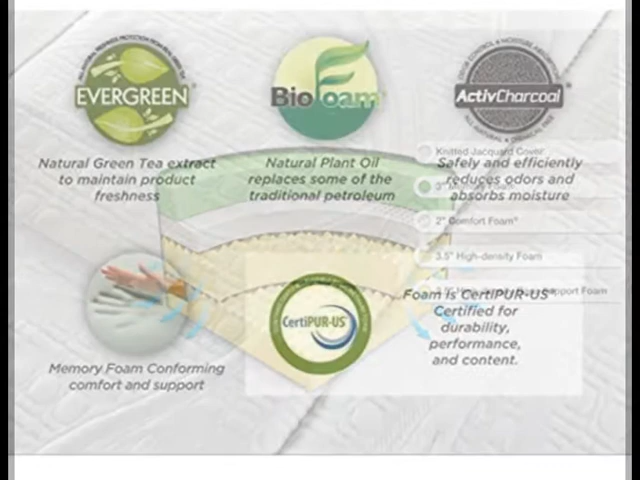 EVERGREEN
BioFoam
ActivCharcoal
Natural Green Tea extract
to maintain product
freshness
Natural Plant Oil
replaces some of the
traditional petroleum
Safely and efficiently
reduces odors and
absorbs moisture
Knitted Jacquard Cover
2" Comfort Foam
3.5" High-density Foam
Support Foam
Memory Foam Conforming
comfort and support
CertiPUR-US
Foam is CertiPUR-US
Certified for
durability,
performance,
and content.